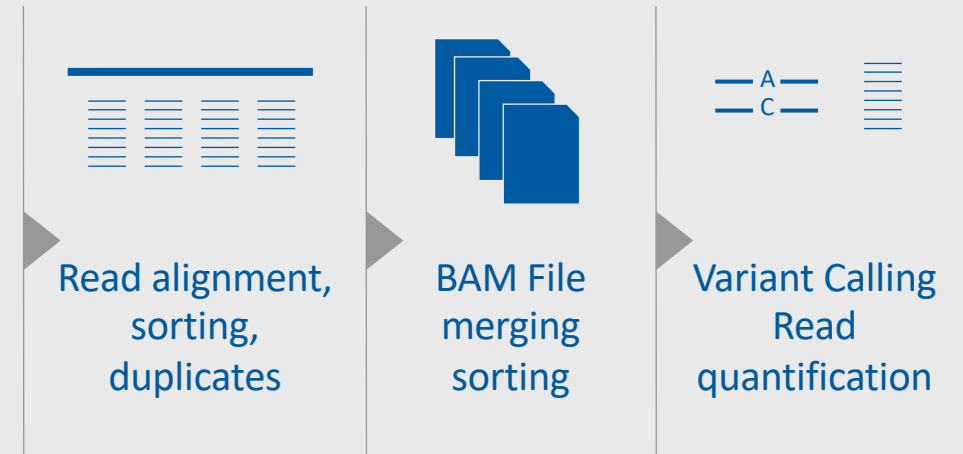 A
C
Read alignment,
sorting,
duplicates
BAM File
merging
sorting
Variant Calling
Read
quantification